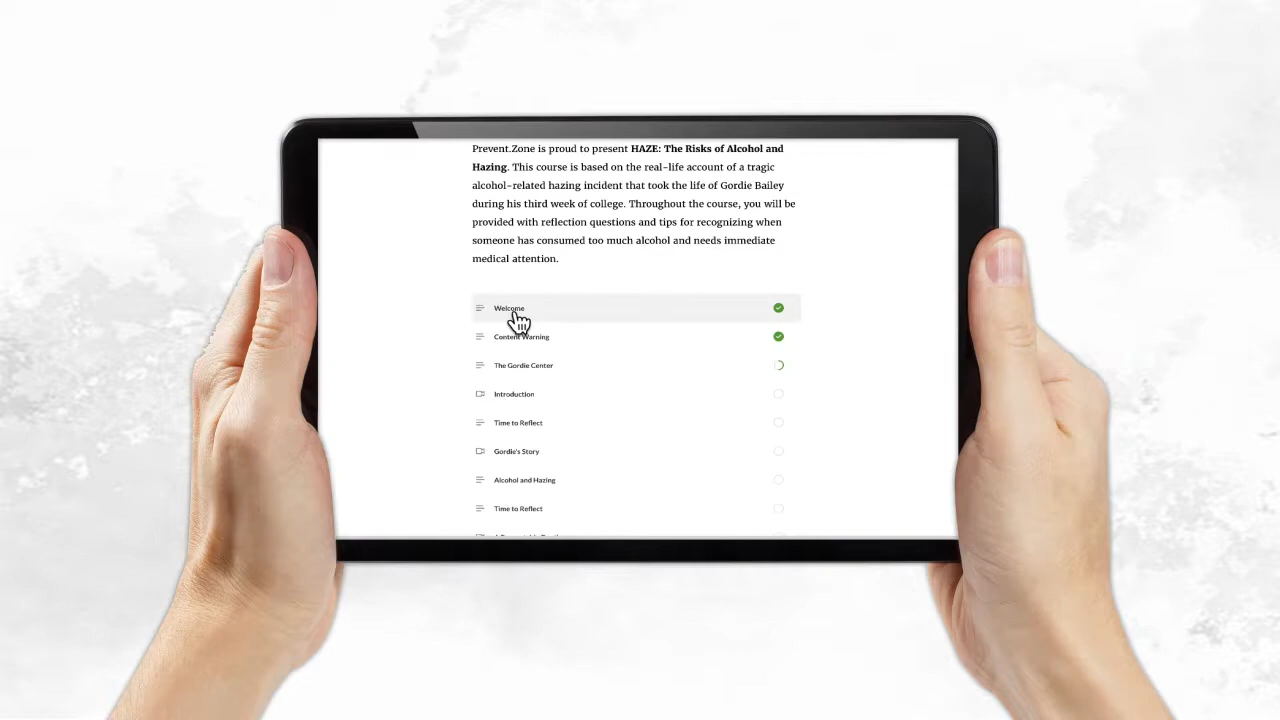 Prevent.Zone is proud to present HAZE: The Risks of Alcohol and
Hazing. This course is based on the real-life account of a tragic
alcohol-related hazing incident that took the life of Gordie Bailey
during his third week of college. Throughout the course, you will be
provided with reflection questions and tips for recognizing when
someone has consumed too much alcohol and needs immediate
medical attention.
Welcome
Content Warning
The Gordie Center
Introduction
Time to Reflect
Gordie's Story
Alcohol and Hazing
Time to Reflect